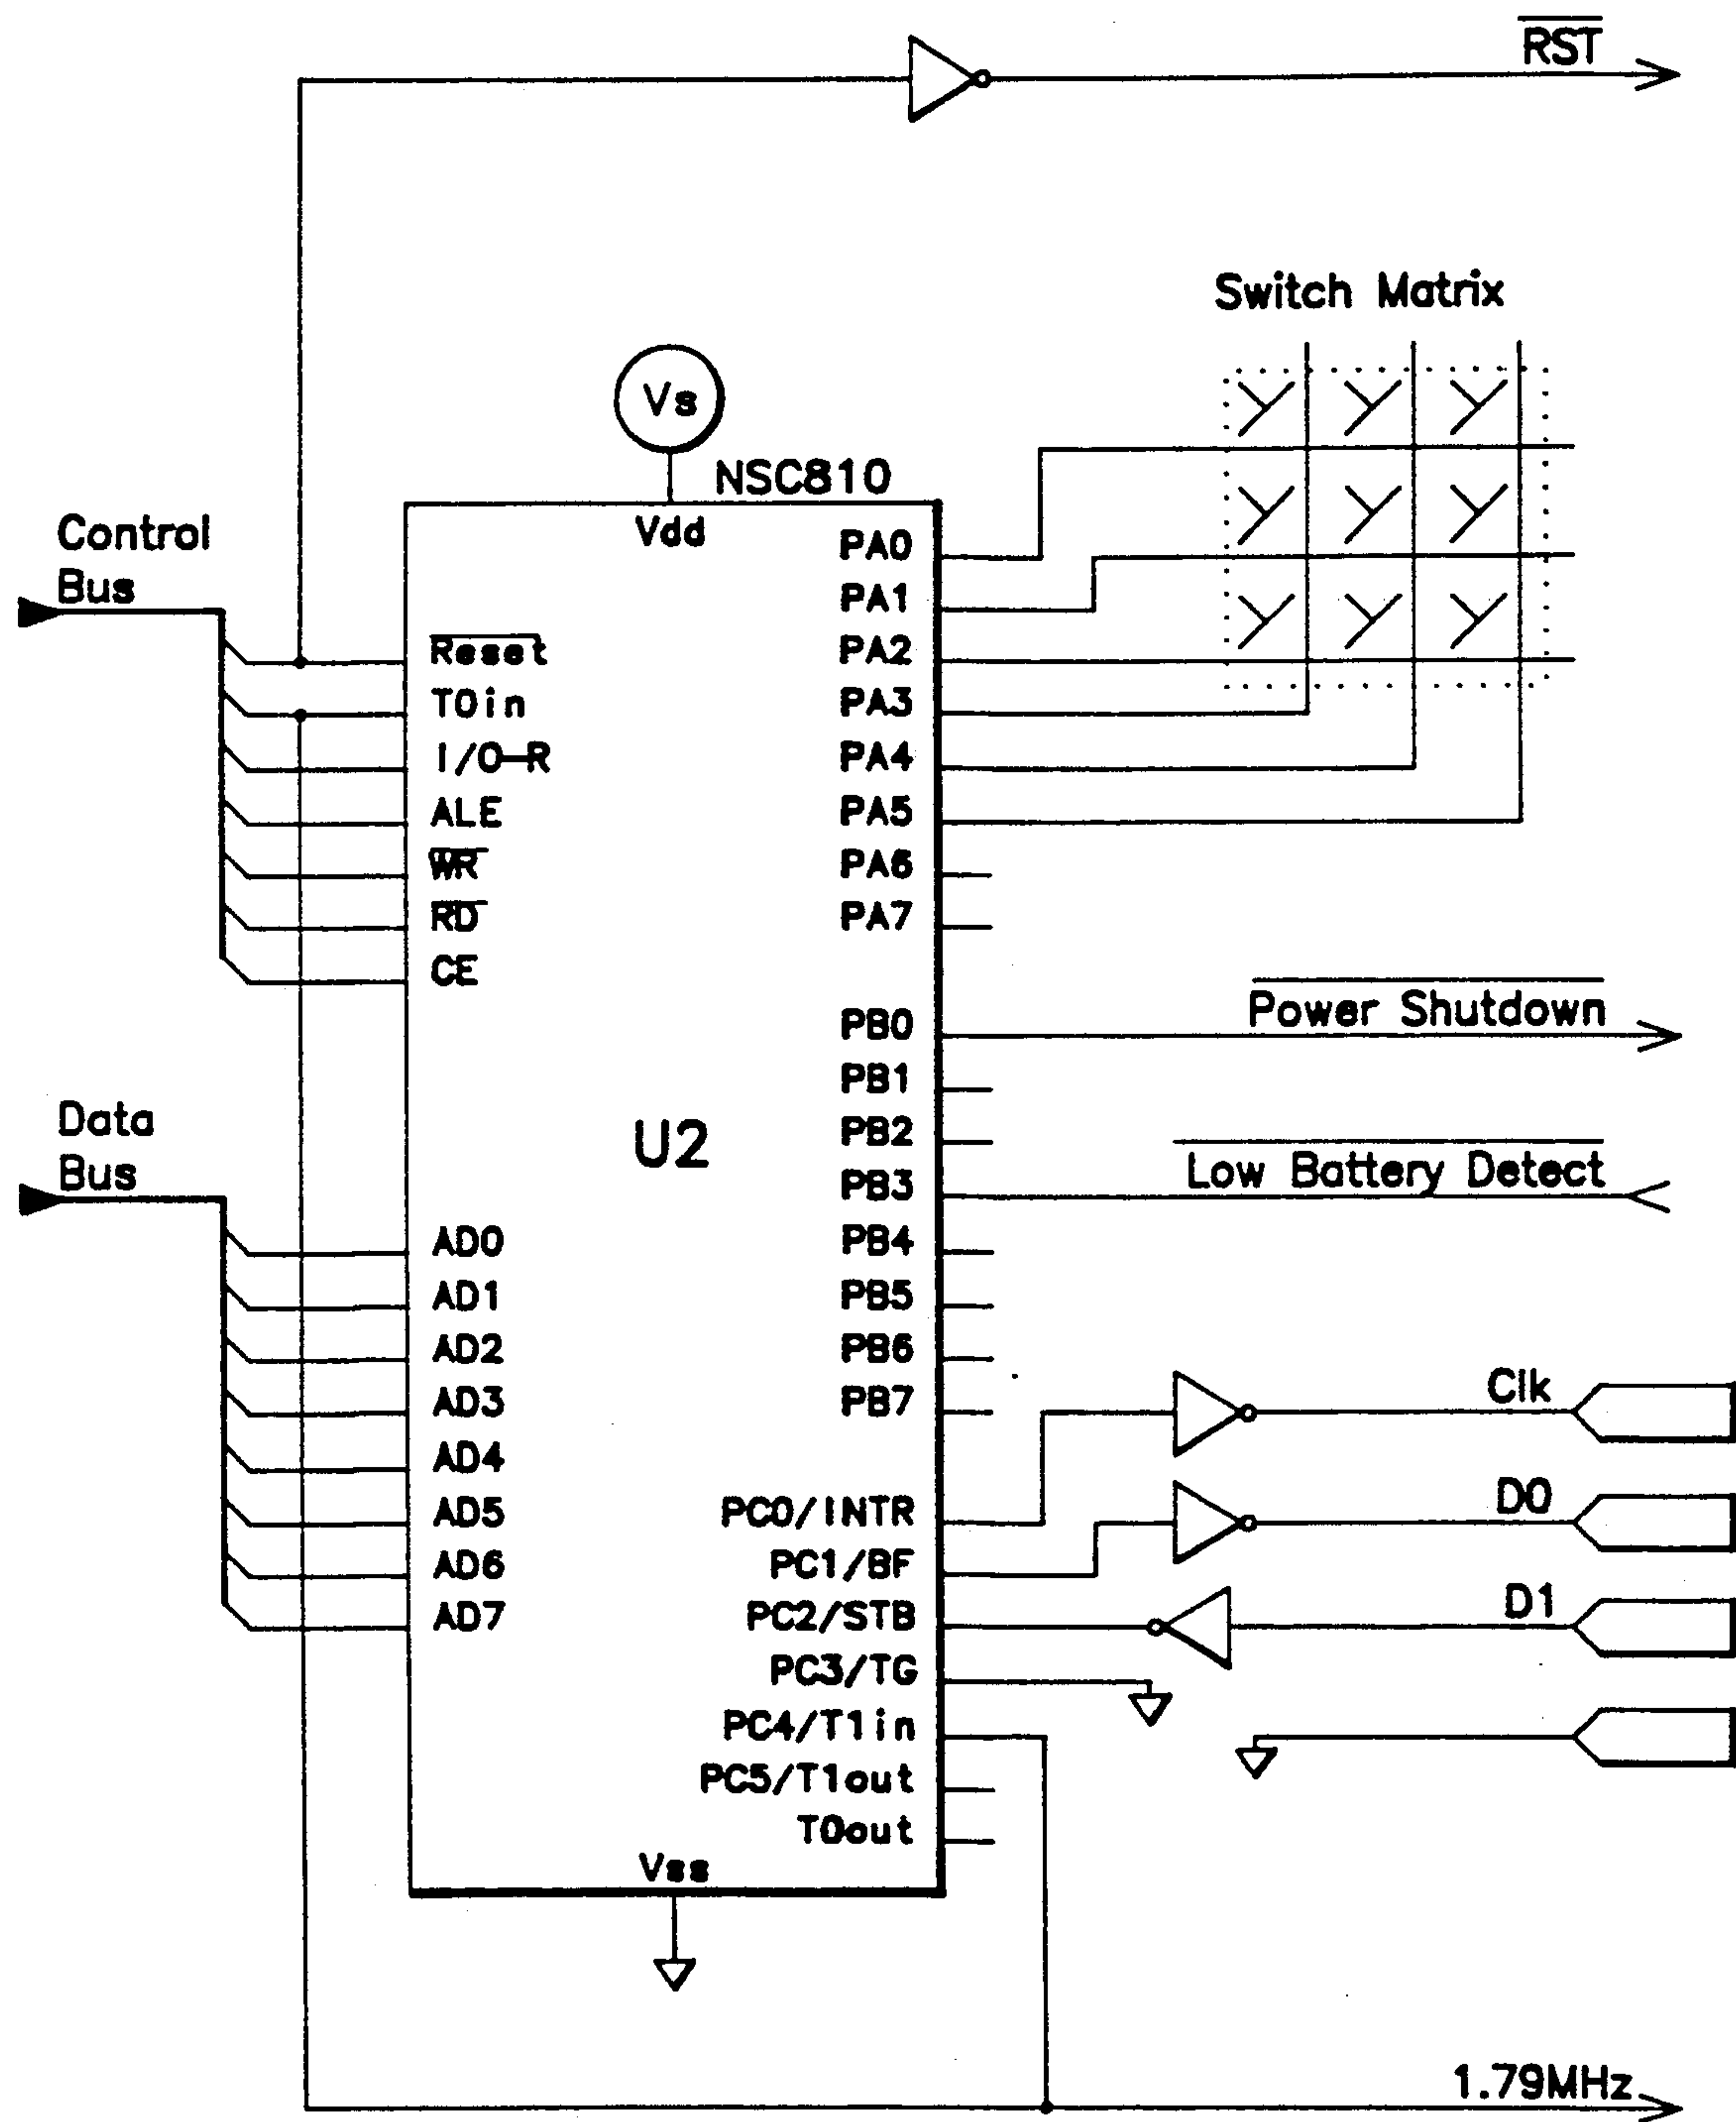 RST
Switch Matrix
Vs
NSC810
Control
Bus
Vdd
Reset
T0in
I/O-R
ALE
WR
RD
CE
Data
Bus
AD0
AD1
AD2
AD3
AD4
AD5
AD6
AD7
U2
PA0
PA1
PA2
PA3
PA4
PA5
PA6
PA7
PB0
PB1
PB2
PB3
PB4
PB5
PB6
PB7
PC0/INTR
PC1/BF
PC2/STB
PC3/TG
PC4/T1in
PC5/T1out
T0out
Vss
Power Shutdown
Low Battery Detect
Clk
D0
D1
1.79MHz